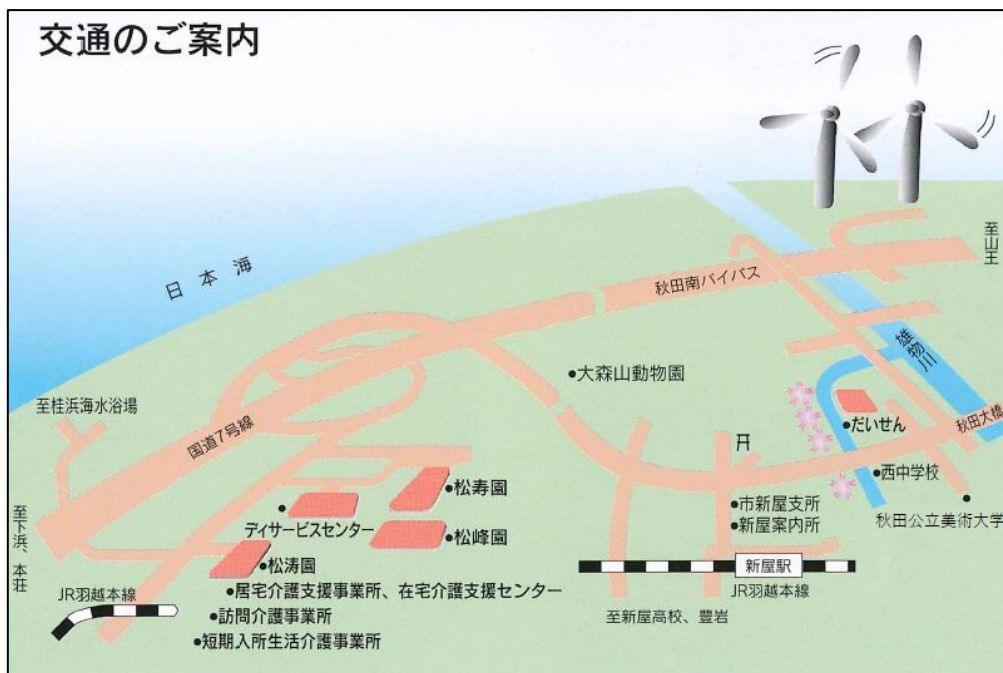 交通のご案内
日本海
至山王
秋田南バイパス
雄物川
●大森山動物園
至桂浜海水浴場
国道7号線
●だいせん
秋田大橋
●西中学校
●松寿園
●市新屋支所
秋田公立美術大学
至下浜、本荘
デイサービスセンター
●新屋案内所
●松峰園
●松涛園
新屋駅
●居宅介護支援事業所、在宅介護支援センター
JR羽越本線
JR羽越本線
●訪問介護事業所
至新屋高校、豊岩
●短期入所生活介護事業所